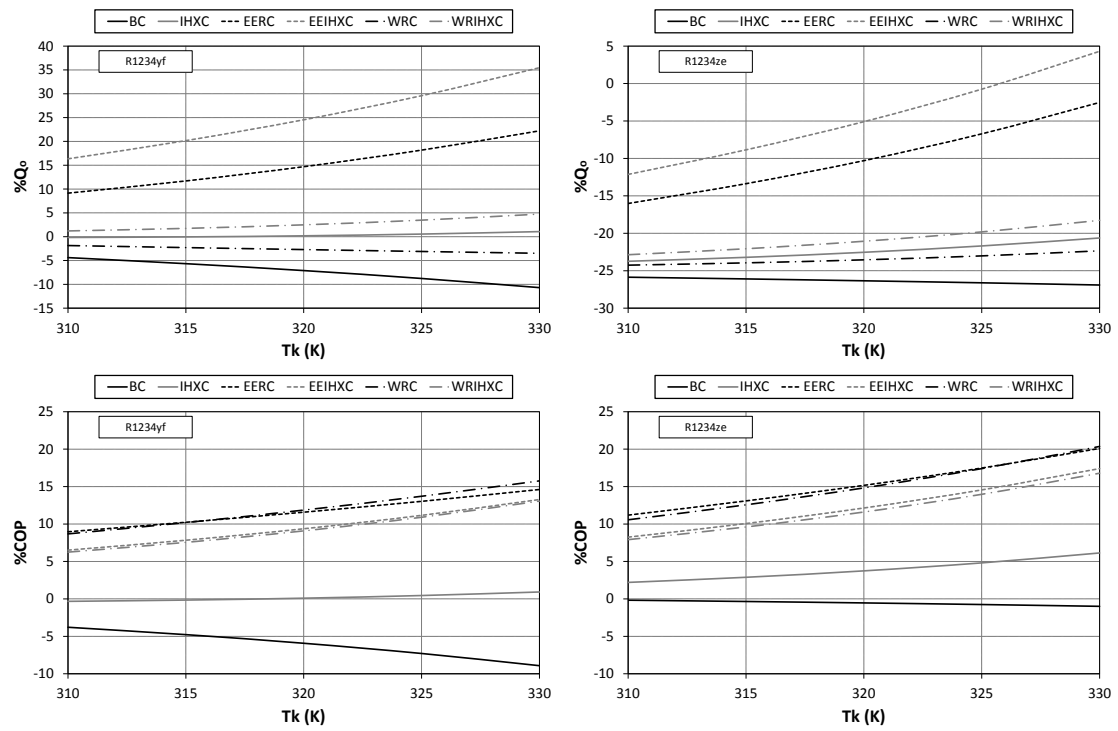 BC IHXC EERC EEIHXC WRC WRIHXC
R1234yf
40
35
30
25
20
15
10
5
0
-5
-10
-15
%Qo
310 315 320 325 330
Tk (K)
BC IHXC EERC EEIHXC WRC WRIHXC
R1234ze
5
0
-5
-10
-15
-20
-25
-30
%Qo
310 315 320 325 330
Tk (K)
BC IHXC EERC EEIHXC WRC WRIHXC
R1234yf
25
20
15
10
5
0
-5
-10
%COP
310 315 320 325 330
Tk (K)
BC IHXC EERC EEIHXC WRC WRIHXC
R1234ze
25
20
15
10
5
0
-5
-10
%COP
310 315 320 325 330
Tk (K)